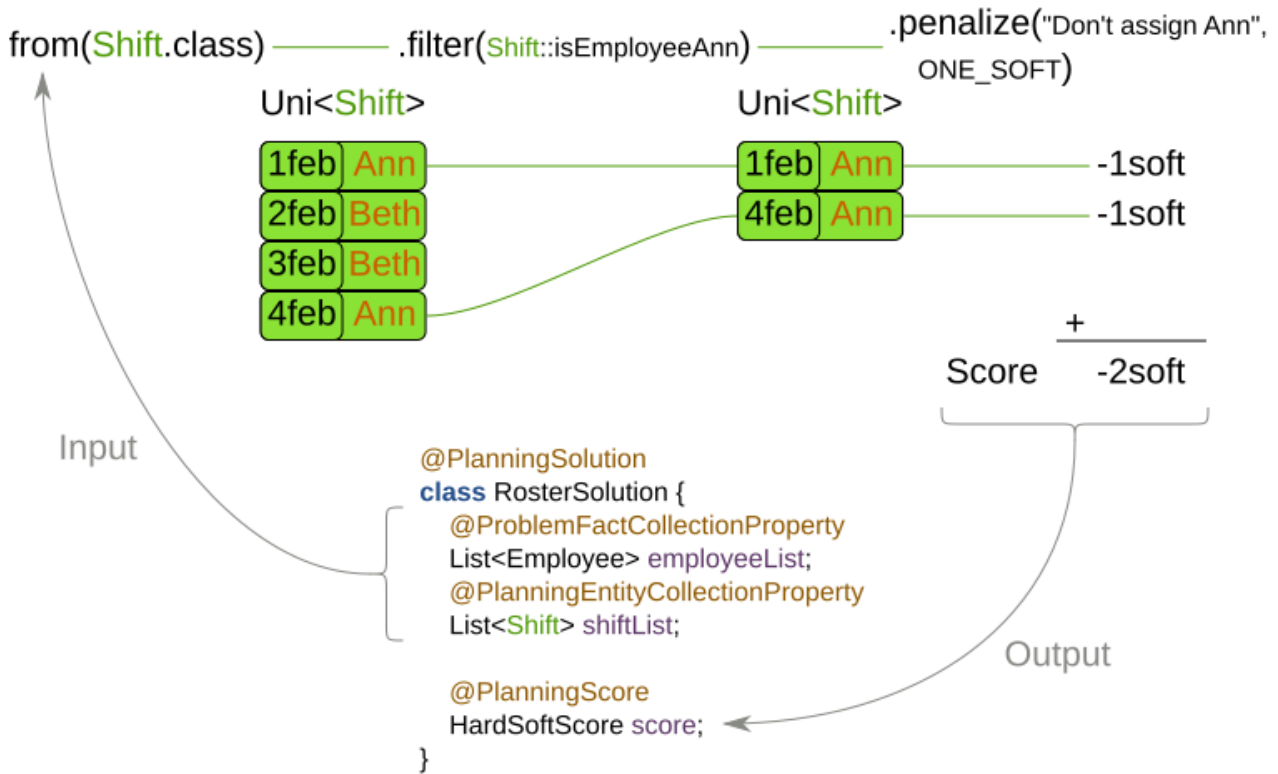 from(Shift.class) .filter(Shift::isEmployeeAnn) .penalize("Don't assign Ann",
ONE_SOFT)
Uni<Shift> Uni<Shift>
1feb Ann 1feb Ann -1soft
2feb Beth 4feb Ann -1soft
3feb Beth
4feb Ann
+
Score -2soft
Input
@PlanningSolution
class RosterSolution {
@ProblemFactCollectionProperty
List<Employee> employeeList;
@PlanningEntityCollectionProperty
List<Shift> shiftList;
Output
@PlanningScore
HardSoftScore score;
}